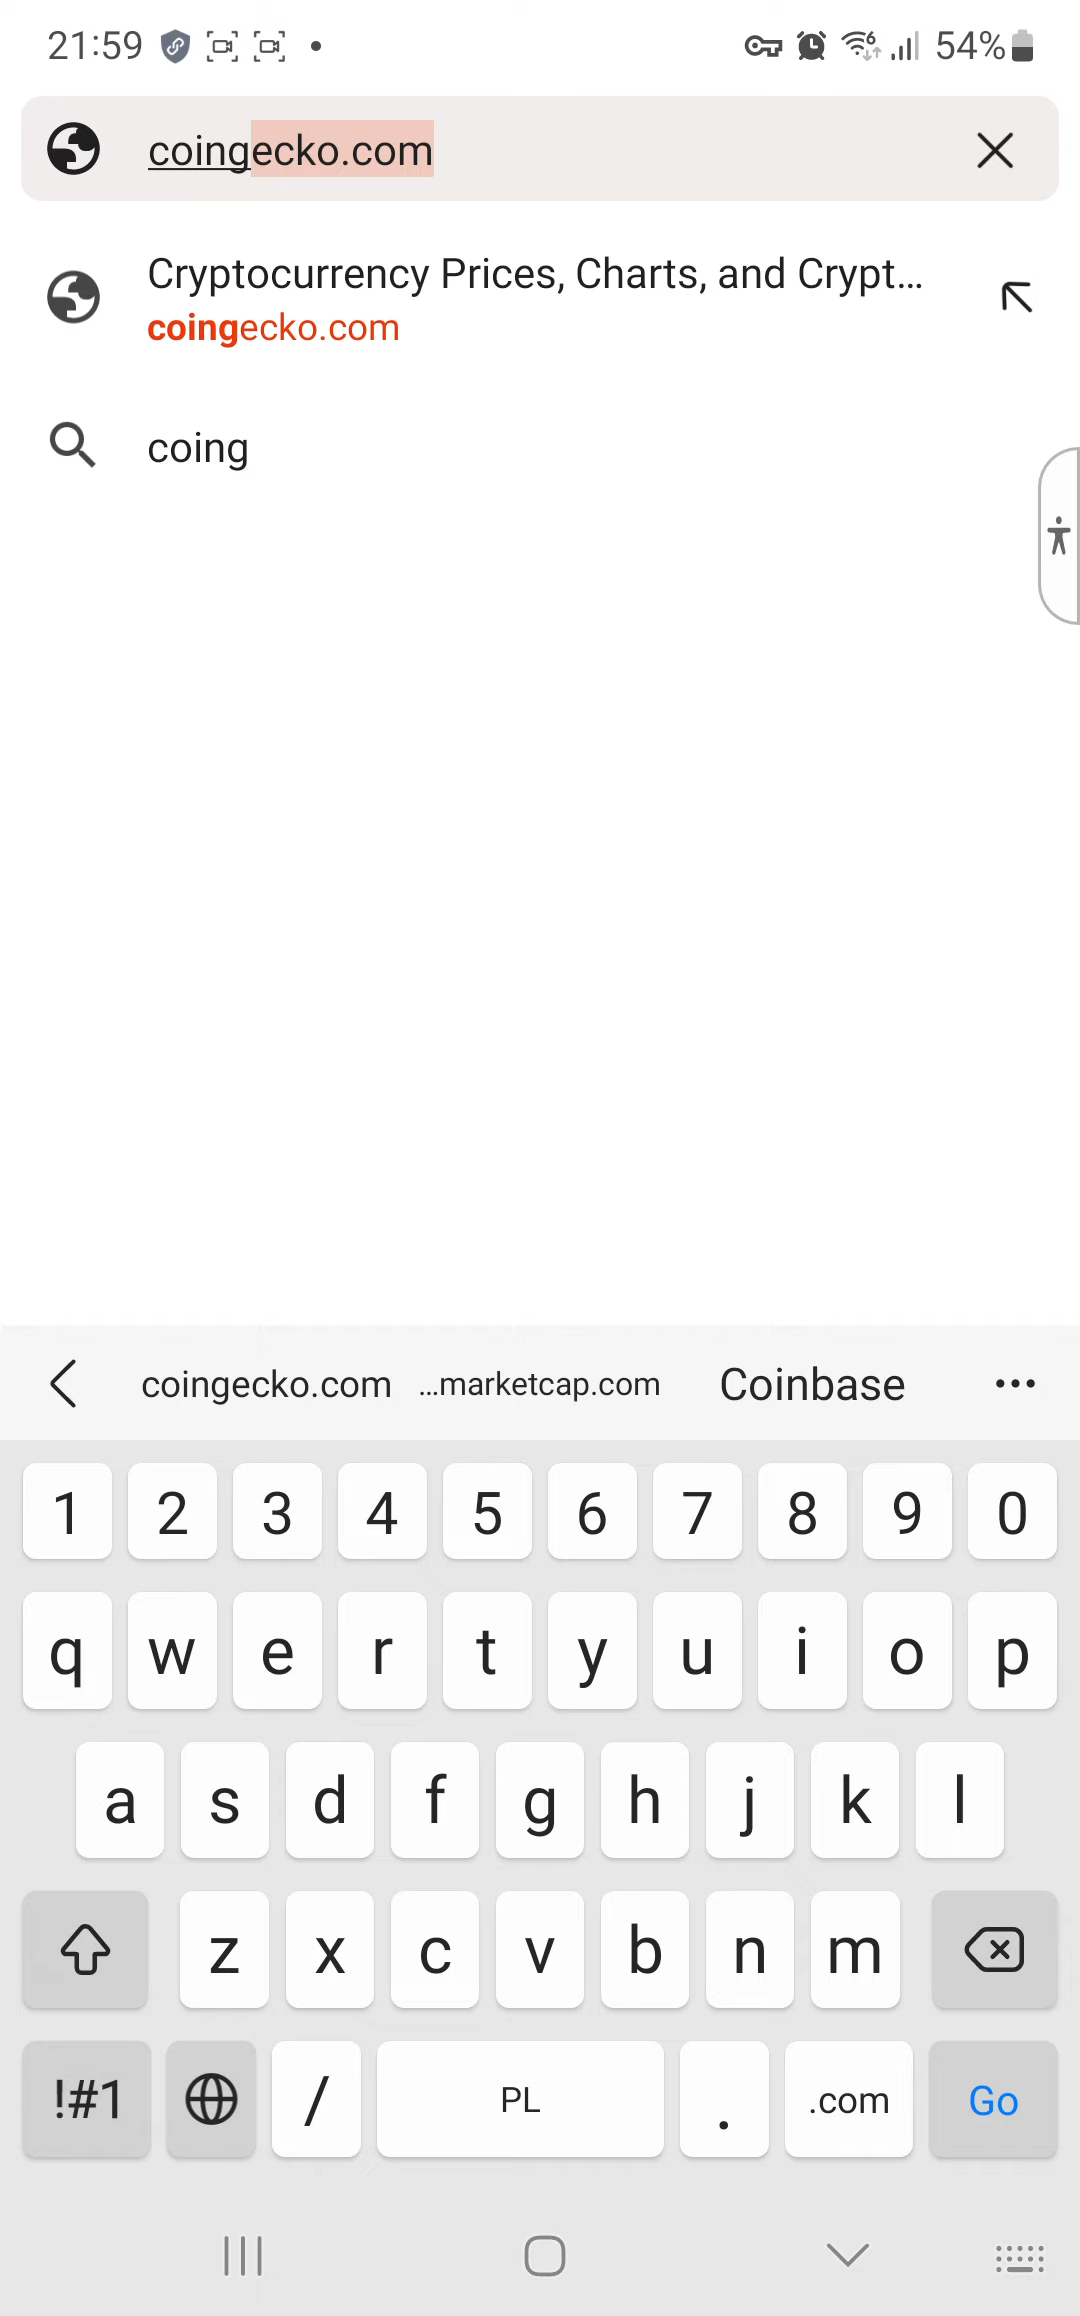 21:59 54%
coingecko.com
Cryptocurrency Prices, Charts, and Crypt...
coingecko.com
coing
coingecko.com ...marketcap.com Coinbase
1 2 3 4 5 6 7 8 9 0
q w e r t y u i o p
a s d f g h j k l
z x c v b n m
!#1 / PL . .com Go